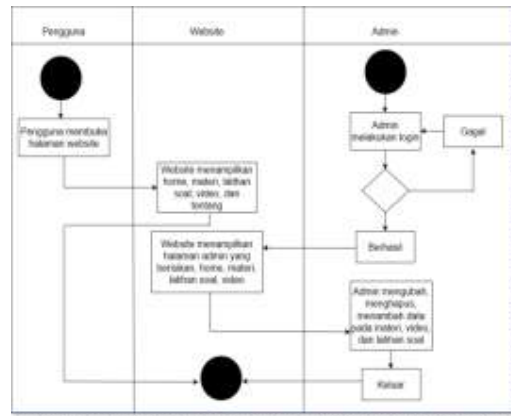 Pengguna
Website
Admin
Pengguna membuka
halaman website
Admin
melakukan login
Gagal
Website menampilkan
home, materi, latihan
soal, video, dan
tentang
Berhasil
Website menampilkan
halaman admin yang
berisikan, home, materi,
latihan soal, video
Admin mengubah,
menghapus,
menambah data
pada materi, video,
dan latihan soal
Keluar